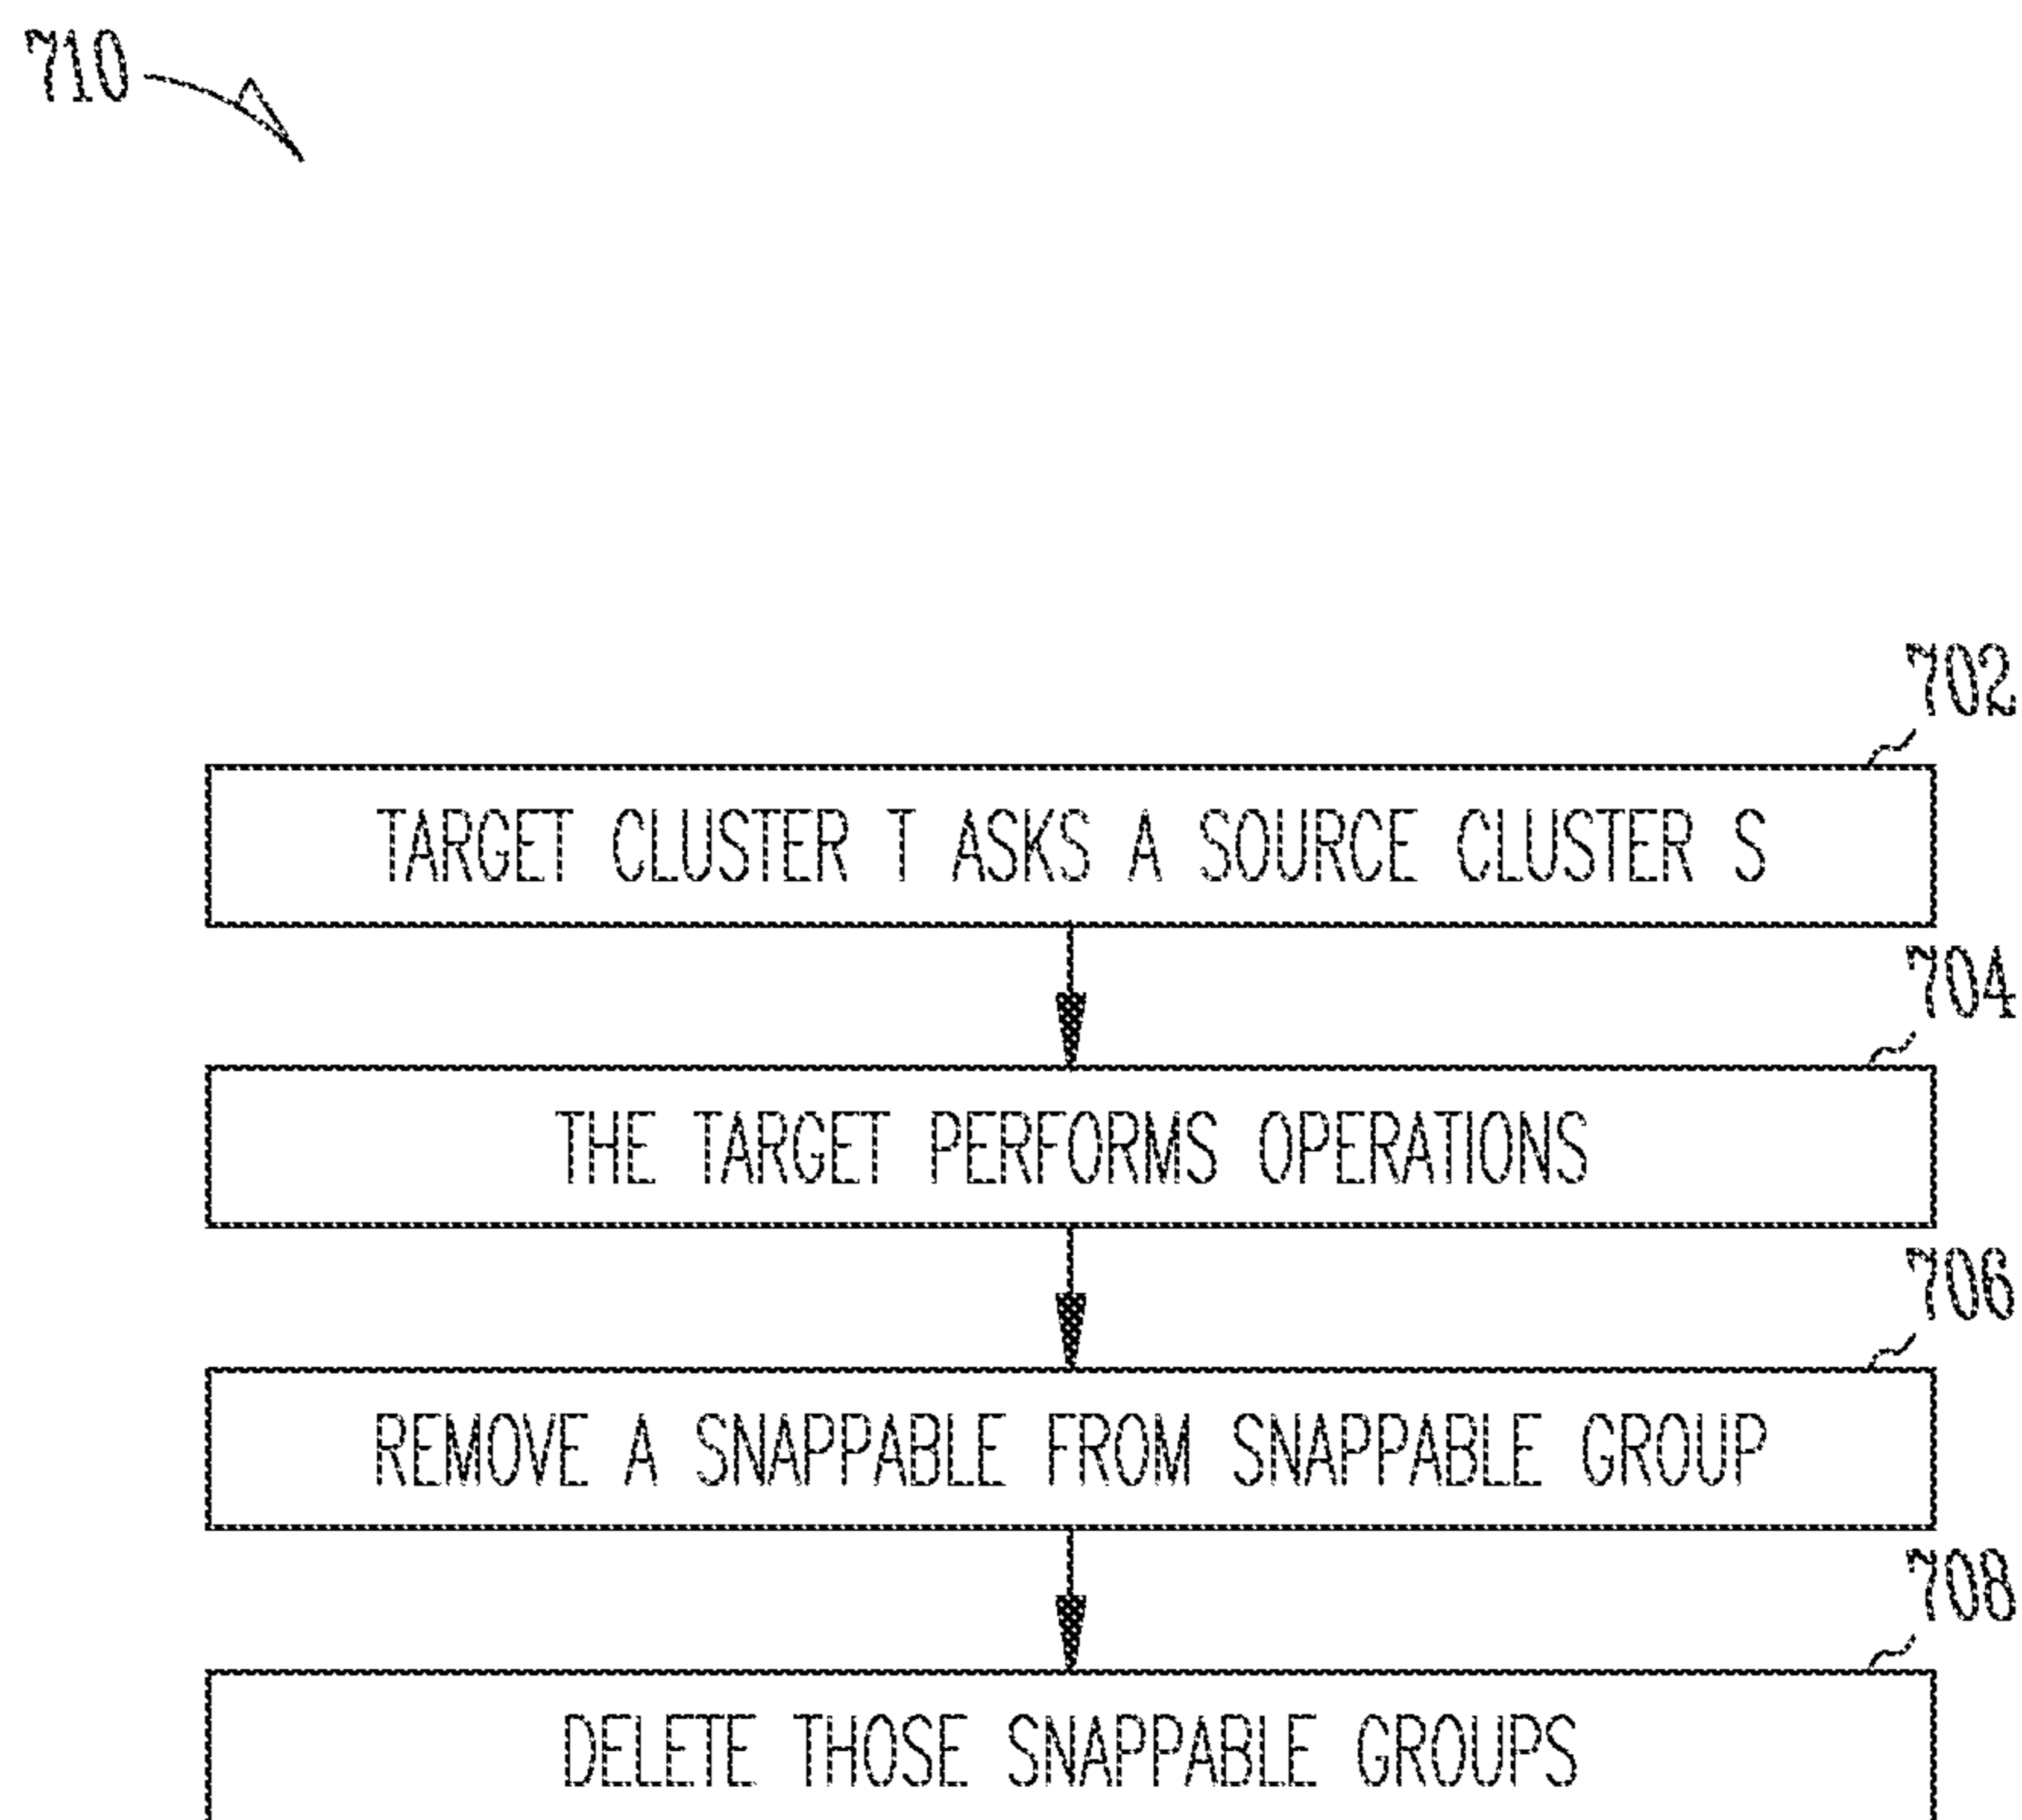 710
702
TARGET CLUSTER T ASKS A SOURCE CLUSTER S
704
THE TARGET PERFORMS OPERATIONS
706
REMOVE A SNAPPABLE FROM SNAPPABLE GROUP
708
DELETE THOSE SNAPPABLE GROUPS